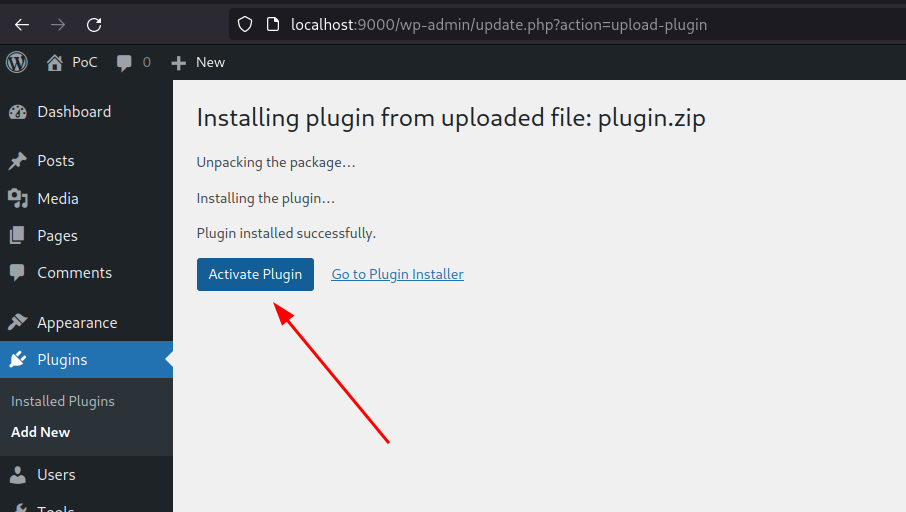 localhost:9000/wp-admin/update.php?action=upload-plugin
PoC 0 New
Dashboard
Posts
Media
Pages
Comments
Appearance
Plugins
Installed Plugins
Add New
Users
Tools
Installing plugin from uploaded file: plugin.zip
Unpacking the package…
Installing the plugin…
Plugin installed successfully.
Activate Plugin Go to Plugin Installer